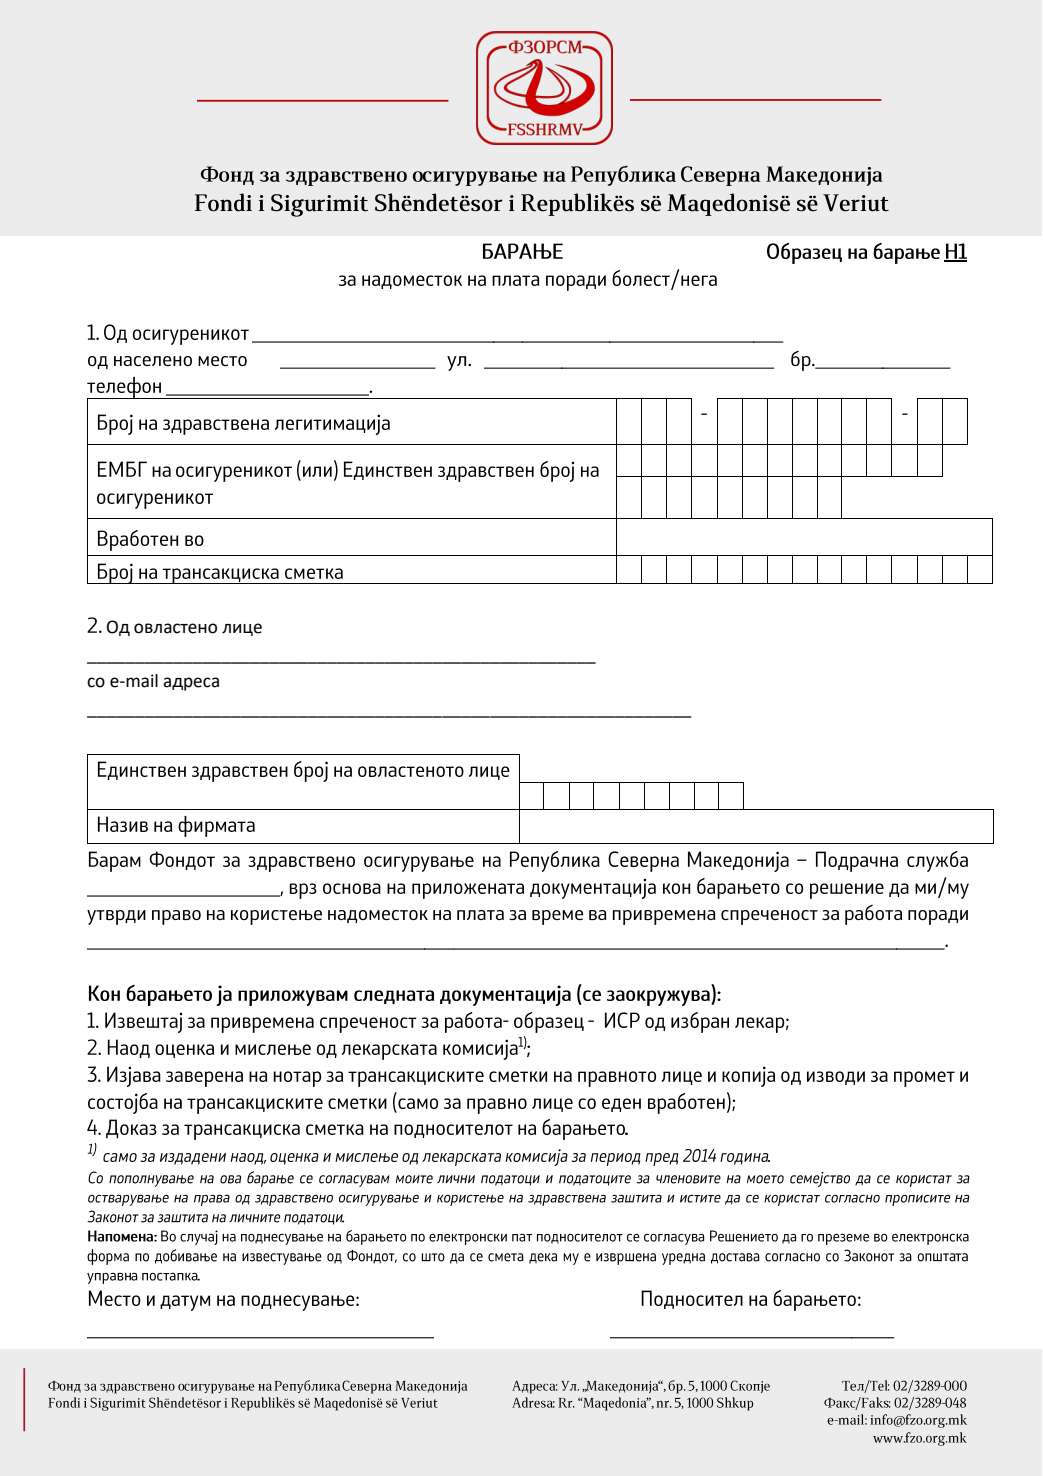 ФЗОРСМ
FSSHRMV
Фонд за здравствено осигурување на Република Северна Македонија
Fondi i Sigurimit Shëndetësor i Republikës së Maqedonisë së Veriut
БАРАЊЕ Образец на барање Н1
за надоместок на плата поради болест/нега
1. Од осигуреникот ______________________________________________________
од населено место ________________ ул. ______________________________ бр.______________
телефон _____________________.
Број на здравствена легитимација - -
ЕМБГ на осигуреникот (или) Единствен здравствен број на
осигуреникот
Вработен во
Број на трансакциска сметка
2. Од овластено лице
_____________________________________________________
со e-mail адреса
_______________________________________________________________
Единствен здравствен број на овластеното лице
Назив на фирмата
Барам Фондот за здравствено осигурување на Република Северна Македонија – Подрачна служба
____________________, врз основа на приложената документација кон барањето со решение да ми/му
утврди право на користење надоместок на плата за време ва привремена спреченост за работа поради
_________________________________________________________________________________________.
Кон барањето ја приложувам следната документација (се заокружува):
1. Извештај за привремена спреченост за работа- образец - ИСР од избран лекар;
2. Наод оценка и мислење од лекарската комисија1);
3. Изјава заверена на нотар за трансакциските сметки на правното лице и копија од изводи за промет и
состојба на трансакциските сметки (само за правно лице со еден вработен);
4. Доказ за трансакциска сметка на подносителот на барањето.
1) само за издадени наод, оценка и мислење од лекарската комисија за период пред 2014 година.
Со пополнување на ова барање се согласувам моите лични податоци и податоците за членовите на моето семејство да се користат за
остварување на права од здравствено осигурување и користење на здравствена заштита и истите да се користат согласно прописите на
Законот за заштита на личните податоци.
Напомена: Во случај на поднесување на барањето по електронски пат подносителот се согласува Решението да го преземе во електронска
форма по добивање на известување од Фондот, со што да се смета дека му е извршена уредна достава согласно со Законот за општата
управна постапка.
Место и датум на поднесување: Подносител на барањето:
____________________________________ _____________________________
Фонд за здравствено осигурување на Република Северна Македонија
Fondi i Sigurimit Shëndetësor i Republikës së Maqedonisë së Veriut
Адреса: Ул. „Македонија“, бр. 5, 1000 Скопје
Adresa: Rr. “Maqedonia”, nr. 5, 1000 Shkup
Тел/Tel: 02/3289-000
Факс/Faks: 02/3289-048
e-mail: info@fzo.org.mk
www.fzo.org.mk